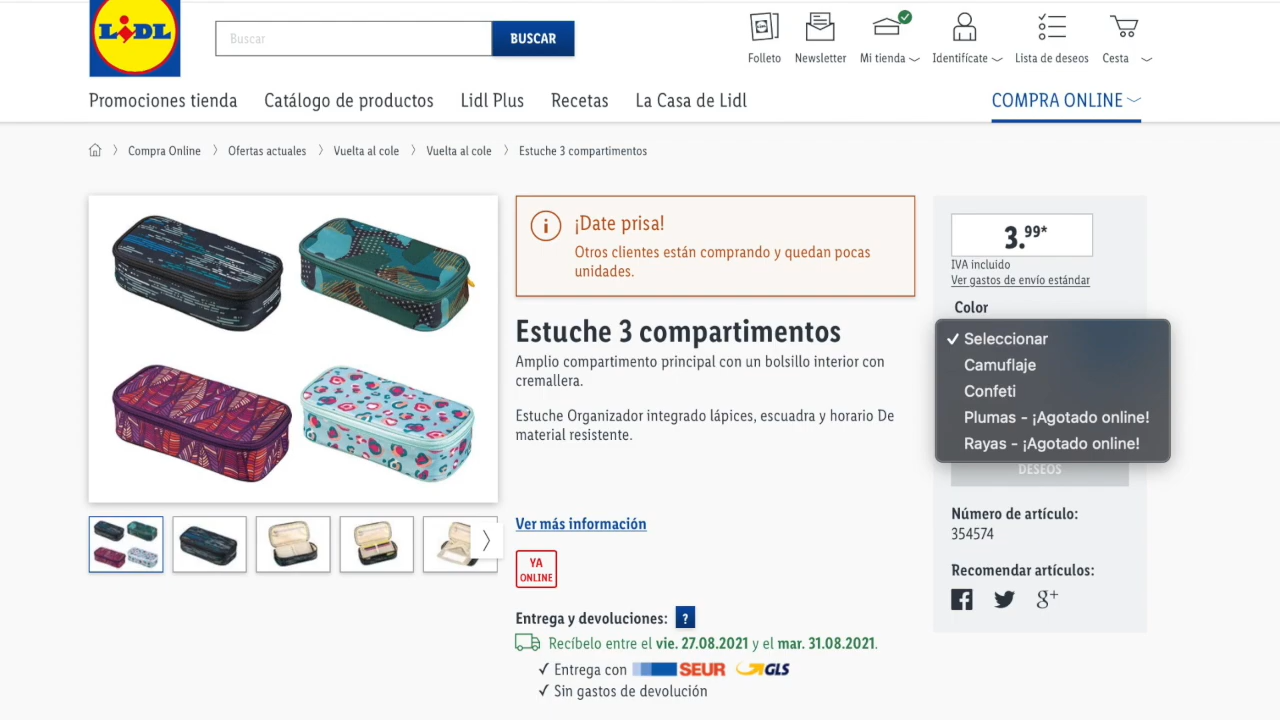 LIDL
Buscar
BUSCAR
Folleto
Newsletter
Mi tienda
Identifícate
Lista de deseos
Cesta
Promociones tienda
Catálogo de productos
Lidl Plus
Recetas
La Casa de Lidl
COMPRA ONLINE
Compra Online
Ofertas actuales
Vuelta al cole
Vuelta al cole
Estuche 3 compartimentos
¡Date prisa!
Otros clientes están comprando y quedan pocas
unidades.
Estuche 3 compartimentos
Amplio compartimento principal con un bolsillo interior con
cremallera.
Estuche Organizador integrado lápices, escuadra y horario De
material resistente.
Ver más información
YA
ONLINE
Entrega y devoluciones: ?
Recíbelo entre el vie. 27.08.2021 y el mar. 31.08.2021.
✓ Entrega con SEUR GLS
✓ Sin gastos de devolución
3.99*
IVA incluido
Ver gastos de envío estándar
Color
✓ Seleccionar
Camuflaje
Confeti
Plumas - ¡Agotado online!
Rayas - ¡Agotado online!
DESEOS
Número de artículo:
354574
Recomendar artículos:
g+